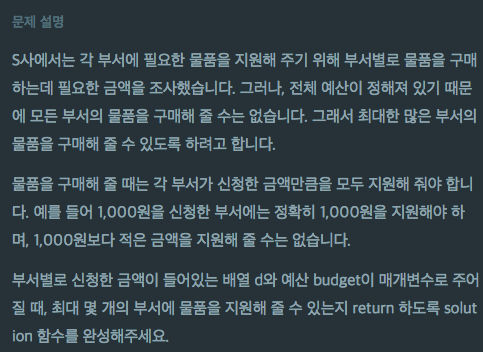 문제 설명
S사에서는 각 부서에 필요한 물품을 지원해 주기 위해 부서별로 물품을 구매
하는데 필요한 금액을 조사했습니다. 그러나, 전체 예산이 정해져 있기 때문
에 모든 부서의 물품을 구매해 줄 수는 없습니다. 그래서 최대한 많은 부서의
물품을 구매해 줄 수 있도록 하려고 합니다.
물품을 구매해 줄 때는 각 부서가 신청한 금액만큼을 모두 지원해 줘야 합니
다. 예를 들어 1,000원을 신청한 부서에는 정확히 1,000원을 지원해야 하
며, 1,000원보다 적은 금액을 지원해 줄 수는 없습니다.
부서별로 신청한 금액이 들어있는 배열 d와 예산 budget이 매개변수로 주어
질 때, 최대 몇 개의 부서에 물품을 지원해 줄 수 있는지 return 하도록 solut
ion 함수를 완성해주세요.